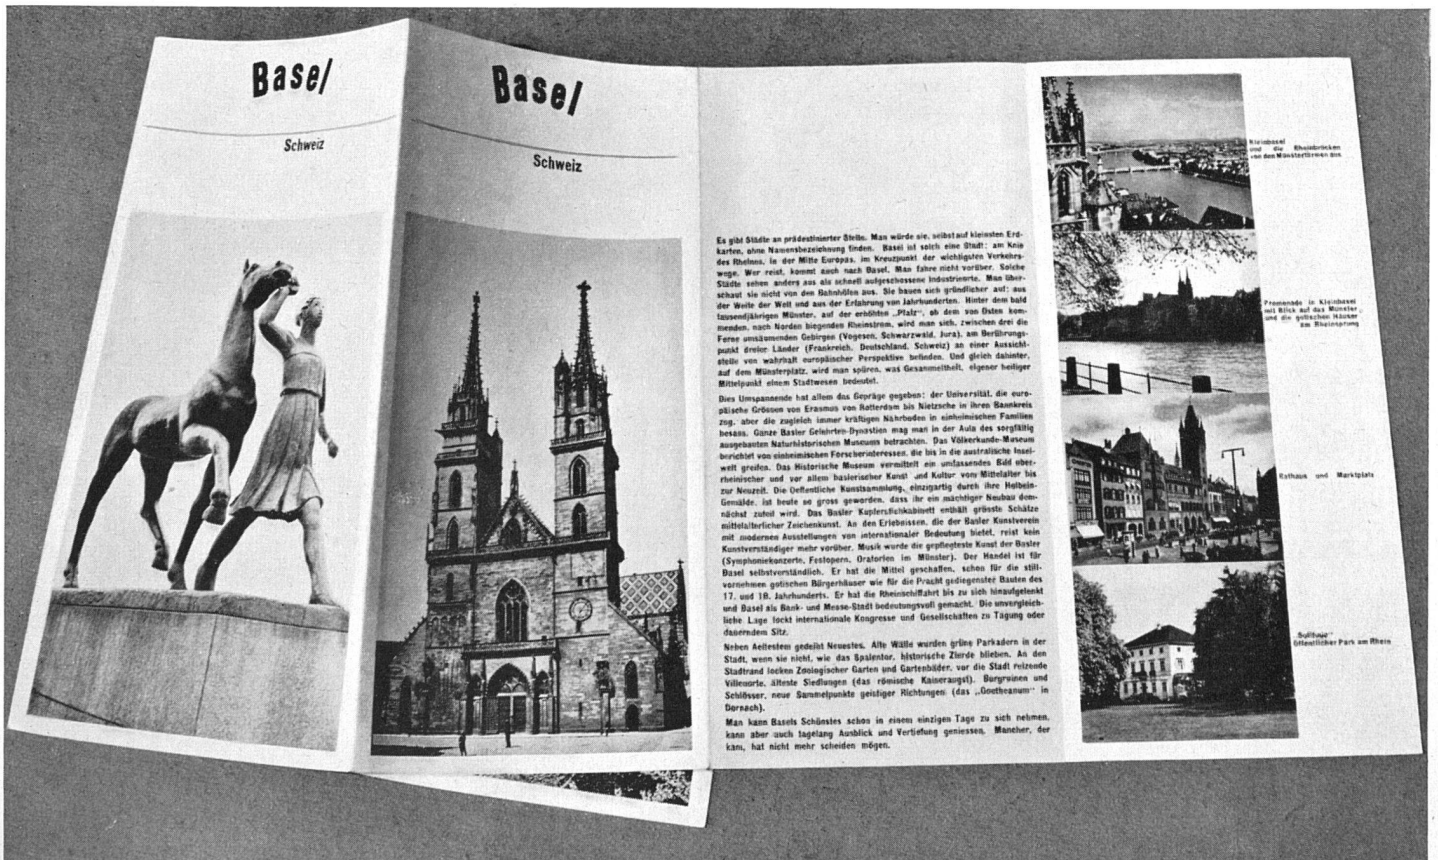 Basel
Schweiz
Basel
Schweiz
Es gibt Städte an prädestinierter Stelle. Man würde sie, selbst auf kleinsten Erd-
karten, ohne Namensbezeichnung finden. Basel ist solch eine Stadt: am Knie
des Rheines, in der Mitte Europas, im Kreuzpunkt der wichtigsten Verkehrs-
wege. Wer reist, kommt auch nach Basel. Man fahre nicht vorüber. Solche
Städte sehen anders aus als schnell aufgeschossene Industrieorte. Man über-
schaut sie nicht von den Bahnhöfen aus. Sie bauen sich gründlicher auf: aus
der Weite der Welt und aus der Erfahrung von Jahrhunderten. Hinter dem bald
tausendjährigen Münster, auf der erhöhten „Pfalz“, ob dem von Osten kom-
menden, nach Norden biegenden Rheinstrom, wird man sich, zwischen drei die
Ferne umsäumenden Gebirgen (Vogesen, Schwarzwald, Jura), am Berührungs-
punkt dreier Länder (Frankreich, Deutschland, Schweiz) an einer Aussicht-
stelle von wahrhaft europäischer Perspektive befinden. Und gleich dahinter,
auf dem Münsterplatz, wird man spüren, was Gesammeltheit, eigener heiliger
Mittelpunkt einem Stadtwesen bedeutet.
Dies Umspannende hat allem das Gepräge gegeben: der Universität, die euro-
päische Grössen von Erasmus von Rotterdam bis Nietzsche in ihren Bannkreis
zog, aber die zugleich immer kräftigen Nährboden in einheimischen Familien
besass. Ganze Basler Gelehrten-Dynastien mag man in der Aula des sorgfältig
ausgebauten Naturhistorischen Museums betrachten. Das Völkerkunde-Museum
berichtet von einheimischen Forscherinteressen, die bis in die australische Insel-
welt greifen. Das Historische Museum vermittelt ein umfassendes Bild ober-
rheinischer und vor allem baslerischer Kunst und Kultur vom Mittelalter bis
zur Neuzeit. Die Oeffentliche Kunstsammlung, einzigartig durch ihre Holbein-
Gemälde, ist heute so gross geworden, dass ihr ein mächtiger Neubau dem-
nächst zuteil wird. Das Basler Kupferstichkabinett enthält grösste Schätze
mittelalterlicher Zeichenkunst. An den Erlebnissen, die der Basler Kunstverein
mit modernen Ausstellungen von internationaler Bedeutung bietet, reist kein
Kunstverständiger mehr vorüber. Musik wurde die gepflegteste Kunst der Basler
(Symphoniekonzerte, Festopern, Oratorien im Münster). Der Handel ist für
Basel selbstverständlich. Er hat die Mittel geschaffen, schon für die still-
vornehmen gotischen Bürgerhäuser wie für die Pracht gediegenster Bauten des
17. und 18. Jahrhunderts. Er hat die Rheinschiffahrt bis zu sich hinaufgelenkt
und Basel als Bank- und Messe-Stadt bedeutungsvoll gemacht. Die unvergleich-
liche Lage lockt internationale Kongresse und Gesellschaften zu Tagung oder
dauerndem Sitz.
Neben Aeltestem gedeiht Neuestes. Alte Wälle wurden grüne Parkadern in der
Stadt, wenn sie nicht, wie das Spalentor, historische Zierde blieben. An den
Stadtrand locken Zoologischer Garten und Gartenbäder, vor die Stadt reizende
Villenorte, älteste Siedlungen (das römische Kaiseraugst). Burgruinen und
Schlösser, neue Sammelpunkte geistiger Richtungen (das „Goetheanum“ in
Dornach).
Man kann Basels Schönstes schon in einem einzigen Tage zu sich nehmen,
kann aber auch tagelang Ausblick und Vertiefung geniessen. Mancher, der
kam, hat nicht mehr scheiden mögen.
Kleinbasel
und die Rheinbrücken
von den Münstertürmen aus
Promenade in Kleinbasel
mit Blick auf das Münster
und die gotischen Häuser
am Rheinsprung
Rathaus und Marktplatz
öffentlicher Park am Rhein